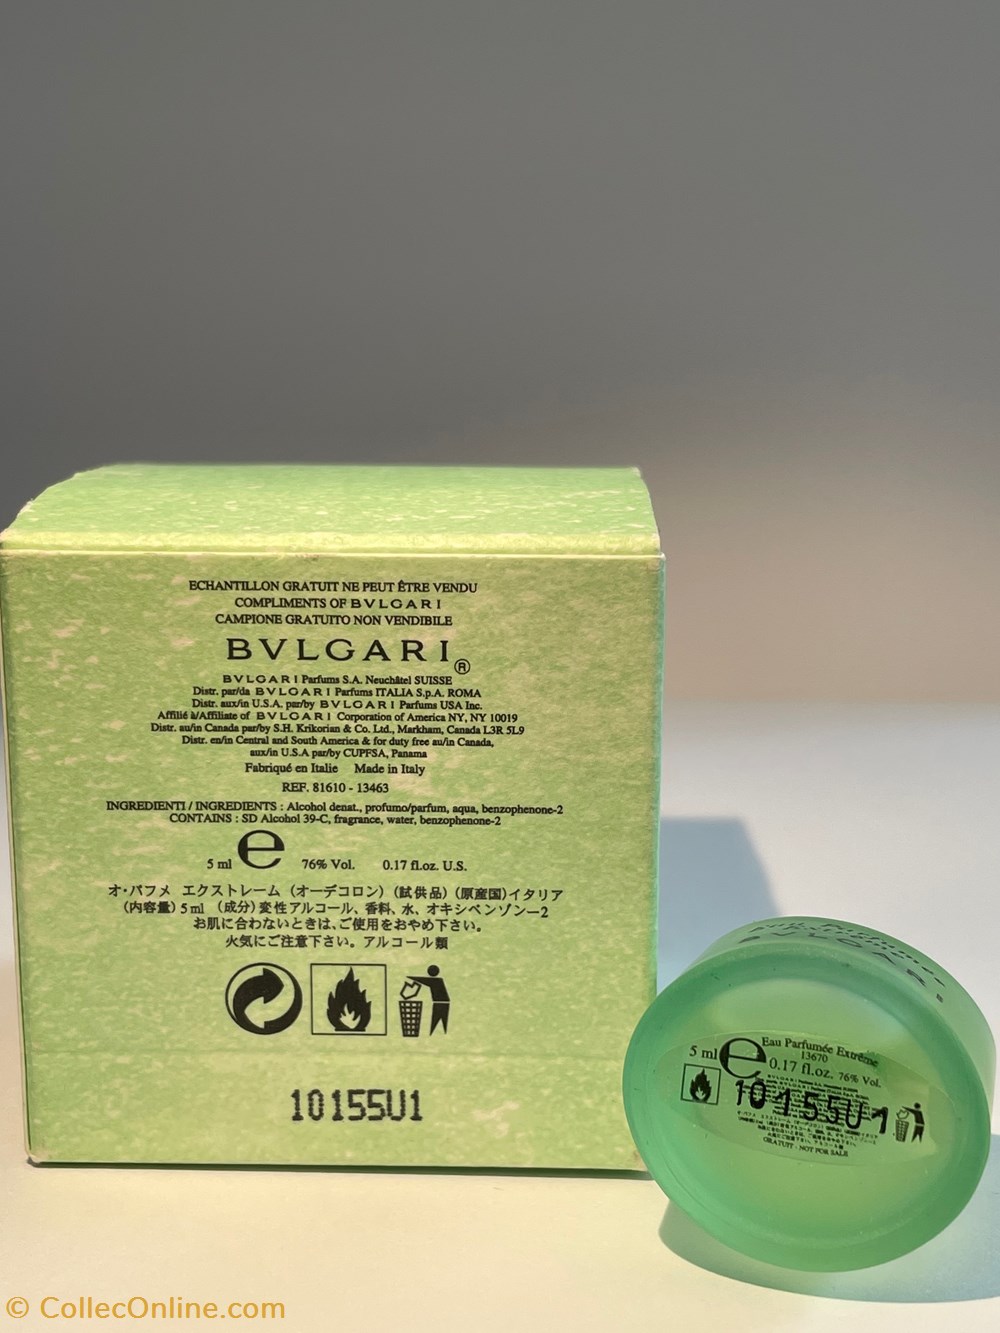 ECHANTILLON GRATUIT NE PEUT ÊTRE VENDU
COMPLIMENTS OF BVLGARI
CAMPIONE GRATUITO NON VENDIBILE
BVLGARI®
BVLGARI Parfums S.A. Neuchâtel SUISSE
Distr. par/da BVLGARI Parfums ITALIA S.p.A. ROMA
Distr. aux/in U.S.A. par/by BVLGARI Parfums USA Inc.
Affilié à/Affiliate of BVLGARI Corporation of America NY, NY 10019
Distr. au/in Canada par/by S.H. Krikorian & Co. Ltd., Markham, Canada L3R 5L9
Distr. en/in Central and South America & for duty free au/in Canada,
aux/in U.S.A par/by CUPFSA, Panama
Fabriqué en Italie Made in Italy
REF. 81610 - 13463
INGREDIENTI / INGREDIENTS : Alcohol denat., profumo/parfum, aqua, benzophenone-2
CONTAINS : SD Alcohol 39-C, fragrance, water, benzophenone-2
5 ml e 76% Vol. 0.17 fl.oz. U.S.
オ・パフメ エクストレーム (オーデコロン) (試供品) (原産国)イタリア
(内容量) 5 ml (成分) 変性アルコール、香料、水、オキシベンゾン−2
お肌に合わないときは、ご使用をおやめ下さい。
火気にご注意下さい。アルコール類
10155U1
BVLGARI
Eau Parfumée Extrême
13670
5 ml e 0.17 fl.oz. 76% Vol.
10155U1
GRATUIT - NOT FOR SALE
© CollecOnline.com